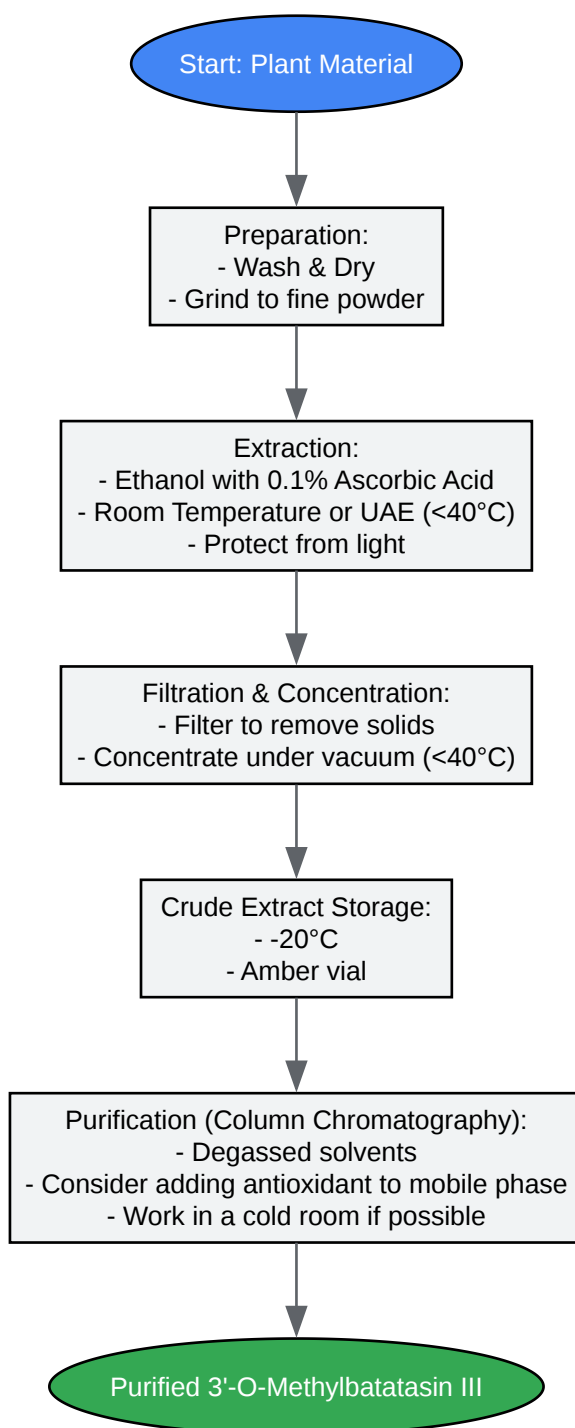 Start: Plant Material
Preparation:
- Wash & Dry
- Grind to fine powder
Extraction:
- Ethanol with 0.1% Ascorbic Acid
- Room Temperature or UAE (<40°C)
- Protect from light
Filtration & Concentration:
- Filter to remove solids
- Concentrate under vacuum (<40°C)
Crude Extract Storage:
- -20°C
- Amber vial
Purification (Column Chromatography):
- Degassed solvents
- Consider adding antioxidant to mobile phase
- Work in a cold room if possible
Purified 3'-O-Methylbatatasin III